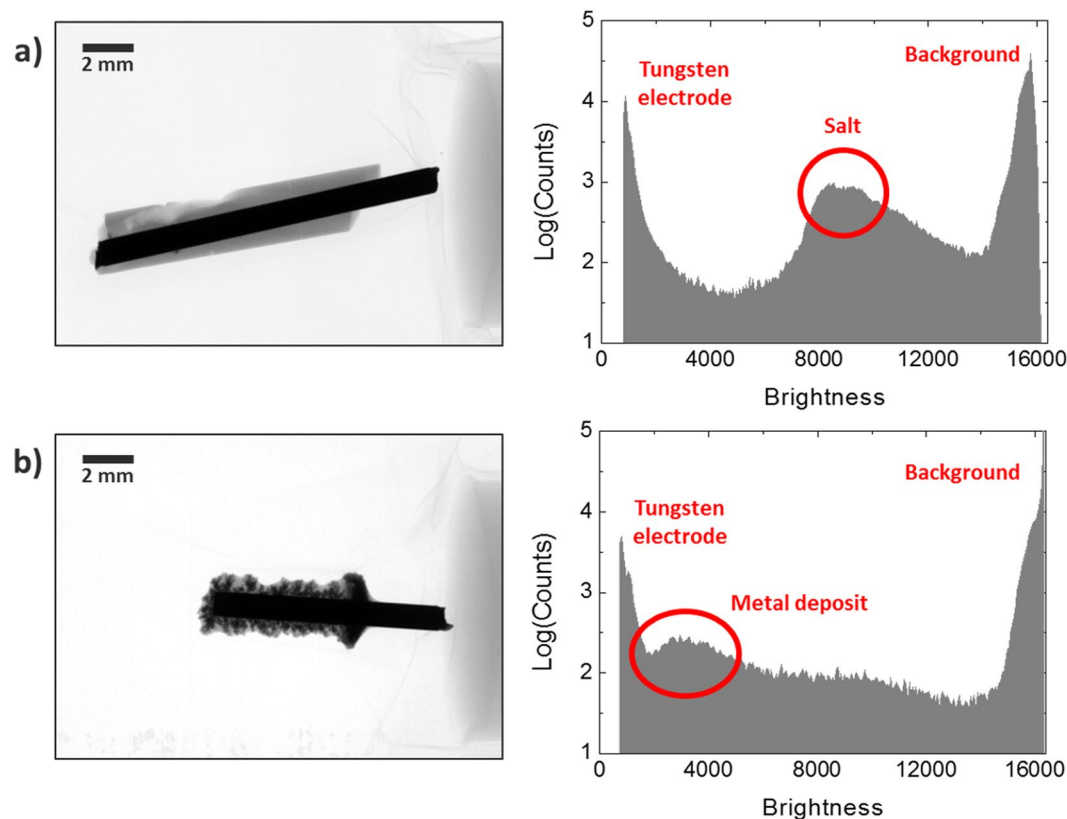 a)
2 mm
5
4
3
2
1
Log(Counts)
Tungsten
electrode
Salt
Background
0 4000 8000 12000 16000
Brightness
b)
2 mm
5
4
3
2
1
Log(Counts)
Tungsten
electrode
Metal deposit
Background
0 4000 8000 12000 16000
Brightness